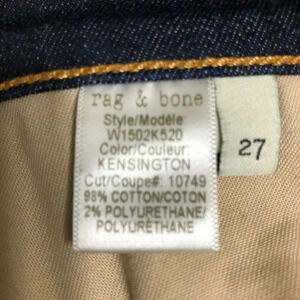 rag & bone
Style/Modèle:
W1502K520
Color/Couleur:
KENSINGTON
Cut/Coupe#: 10749
98% COTTON/COTON
2% POLYURETHANE/
POLYURÉTHANE
27